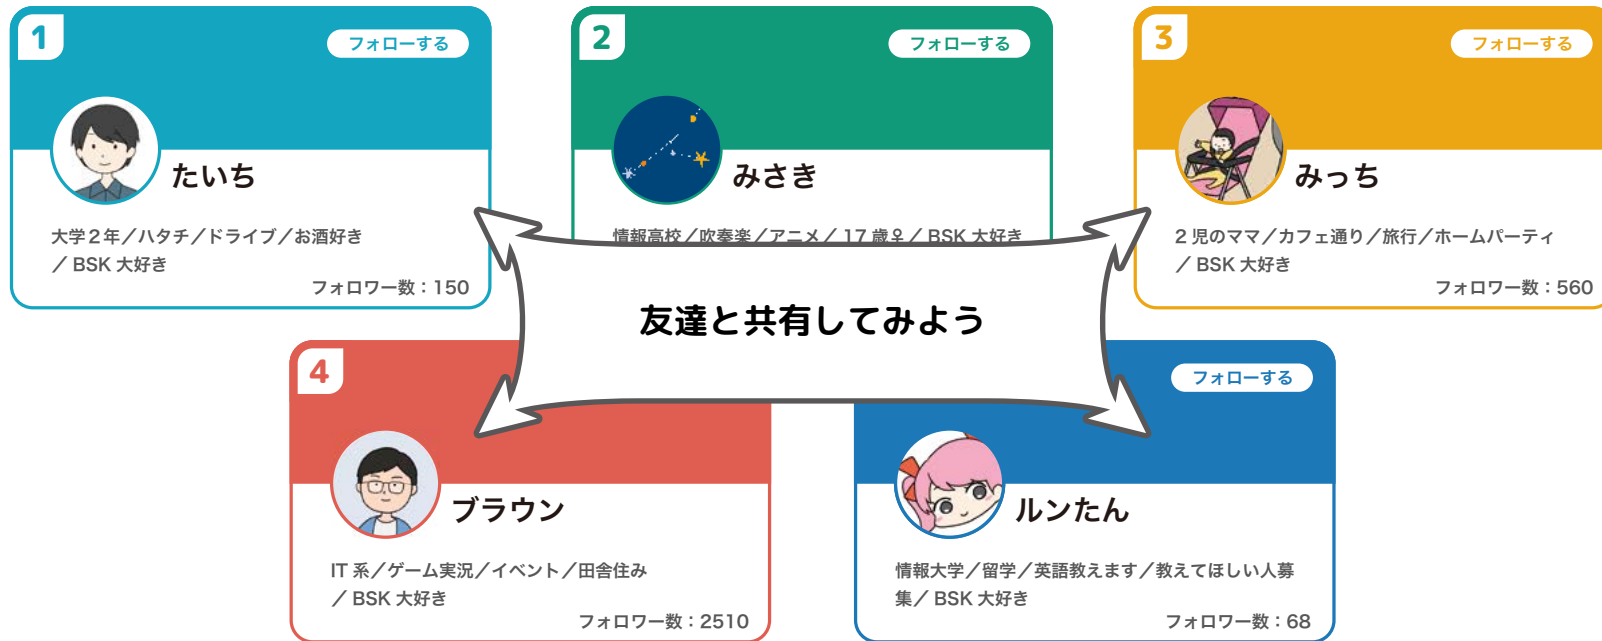 1
フォローする
たいち
大学2年／ハタチ／ドライブ／お酒好き
／BSK 大好き
フォロワー数：150
2
フォローする
みさき
情報高校／吹奏楽／アニメ／17歳♀／BSK 大好き
3
フォローする
みっち
2児のママ／カフェ通り／旅行／ホームパーティ
／BSK 大好き
フォロワー数：560
友達と共有してみよう
4
ブラウン
IT系／ゲーム実況／イベント／田舎住み
／BSK 大好き
フォロワー数：2510
フォローする
ルンたん
情報大学／留学／英語教えます／教えてほしい人募
集／BSK 大好き
フォロワー数：68